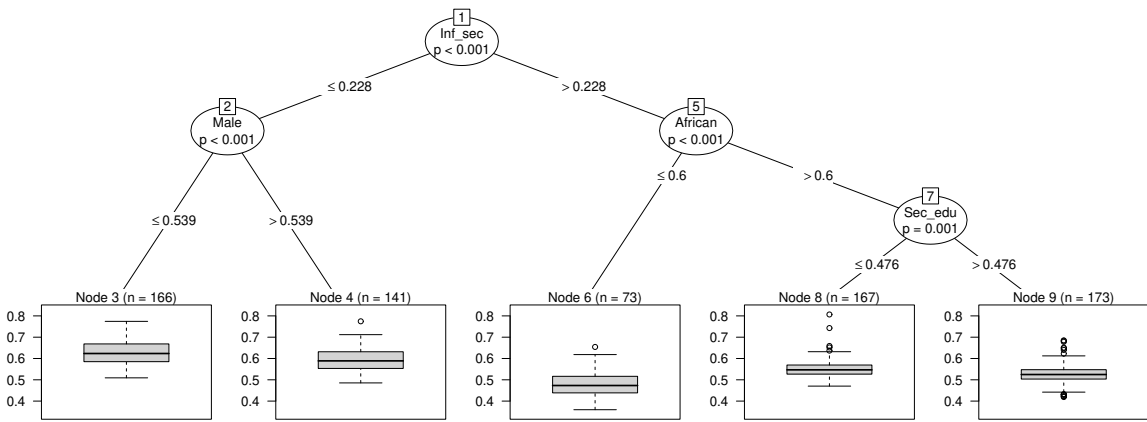 1
Inf_sec
p < 0.001
≤ 0.228
> 0.228
2
Male
p < 0.001
5
African
p < 0.001
≤ 0.6
> 0.6
7
Sec_edu
p = 0.001
≤ 0.539
> 0.539
≤ 0.476
> 0.476
Node 3 (n = 166)
0.8
0.7
0.6
0.5
0.4
Node 4 (n = 141)
0.8
0.7
0.6
0.5
0.4
Node 6 (n = 73)
0.8
0.7
0.6
0.5
0.4
Node 8 (n = 167)
0.8
0.7
0.6
0.5
0.4
Node 9 (n = 173)
0.8
0.7
0.6
0.5
0.4